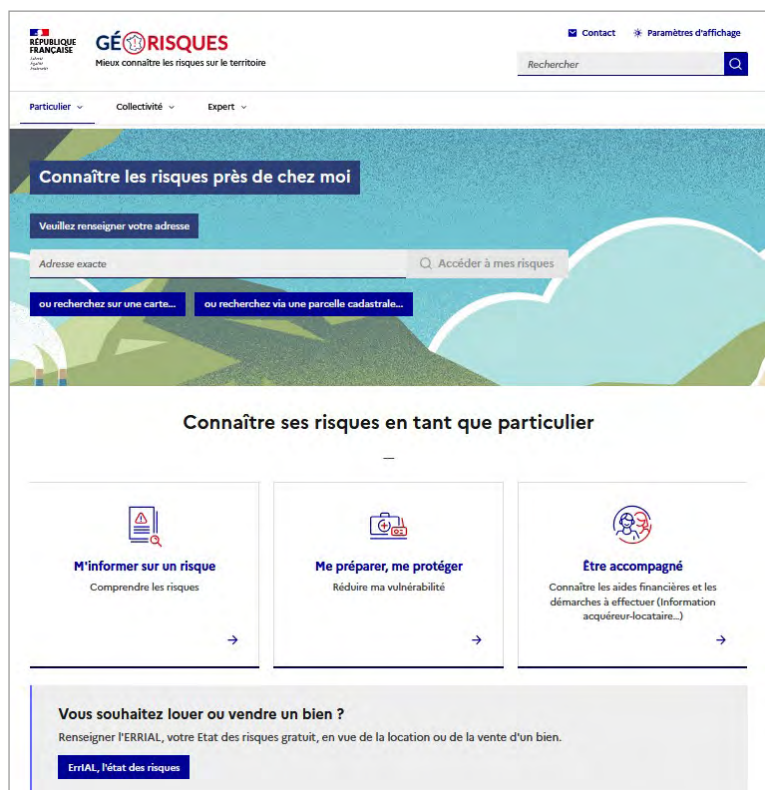 Contact
Paramètres d'affichage
RÉPUBLIQUE
FRANÇAISE
Liberté
Égalité
Fraternité
GÉORISQUES
Mieux connaître les risques sur le territoire
Rechercher
Particulier
Collectivité
Expert
Connaître les risques près de chez moi
Veuillez renseigner votre adresse
Adresse exacte
Accéder à mes risques
ou recherchez sur une carte...
ou recherchez via une parcelle cadastrale...
Connaître ses risques en tant que particulier
M'informer sur un risque
Comprendre les risques
Me préparer, me protéger
Réduire ma vulnérabilité
Être accompagné
Connaître les aides financières et les
démarches à effectuer (Information
acquéreur-locataire...)
Vous souhaitez louer ou vendre un bien ?
Renseigner l'ERRIAL, votre Etat des risques gratuit, en vue de la location ou de la vente d'un bien.
ErrIAL, l'état des risques